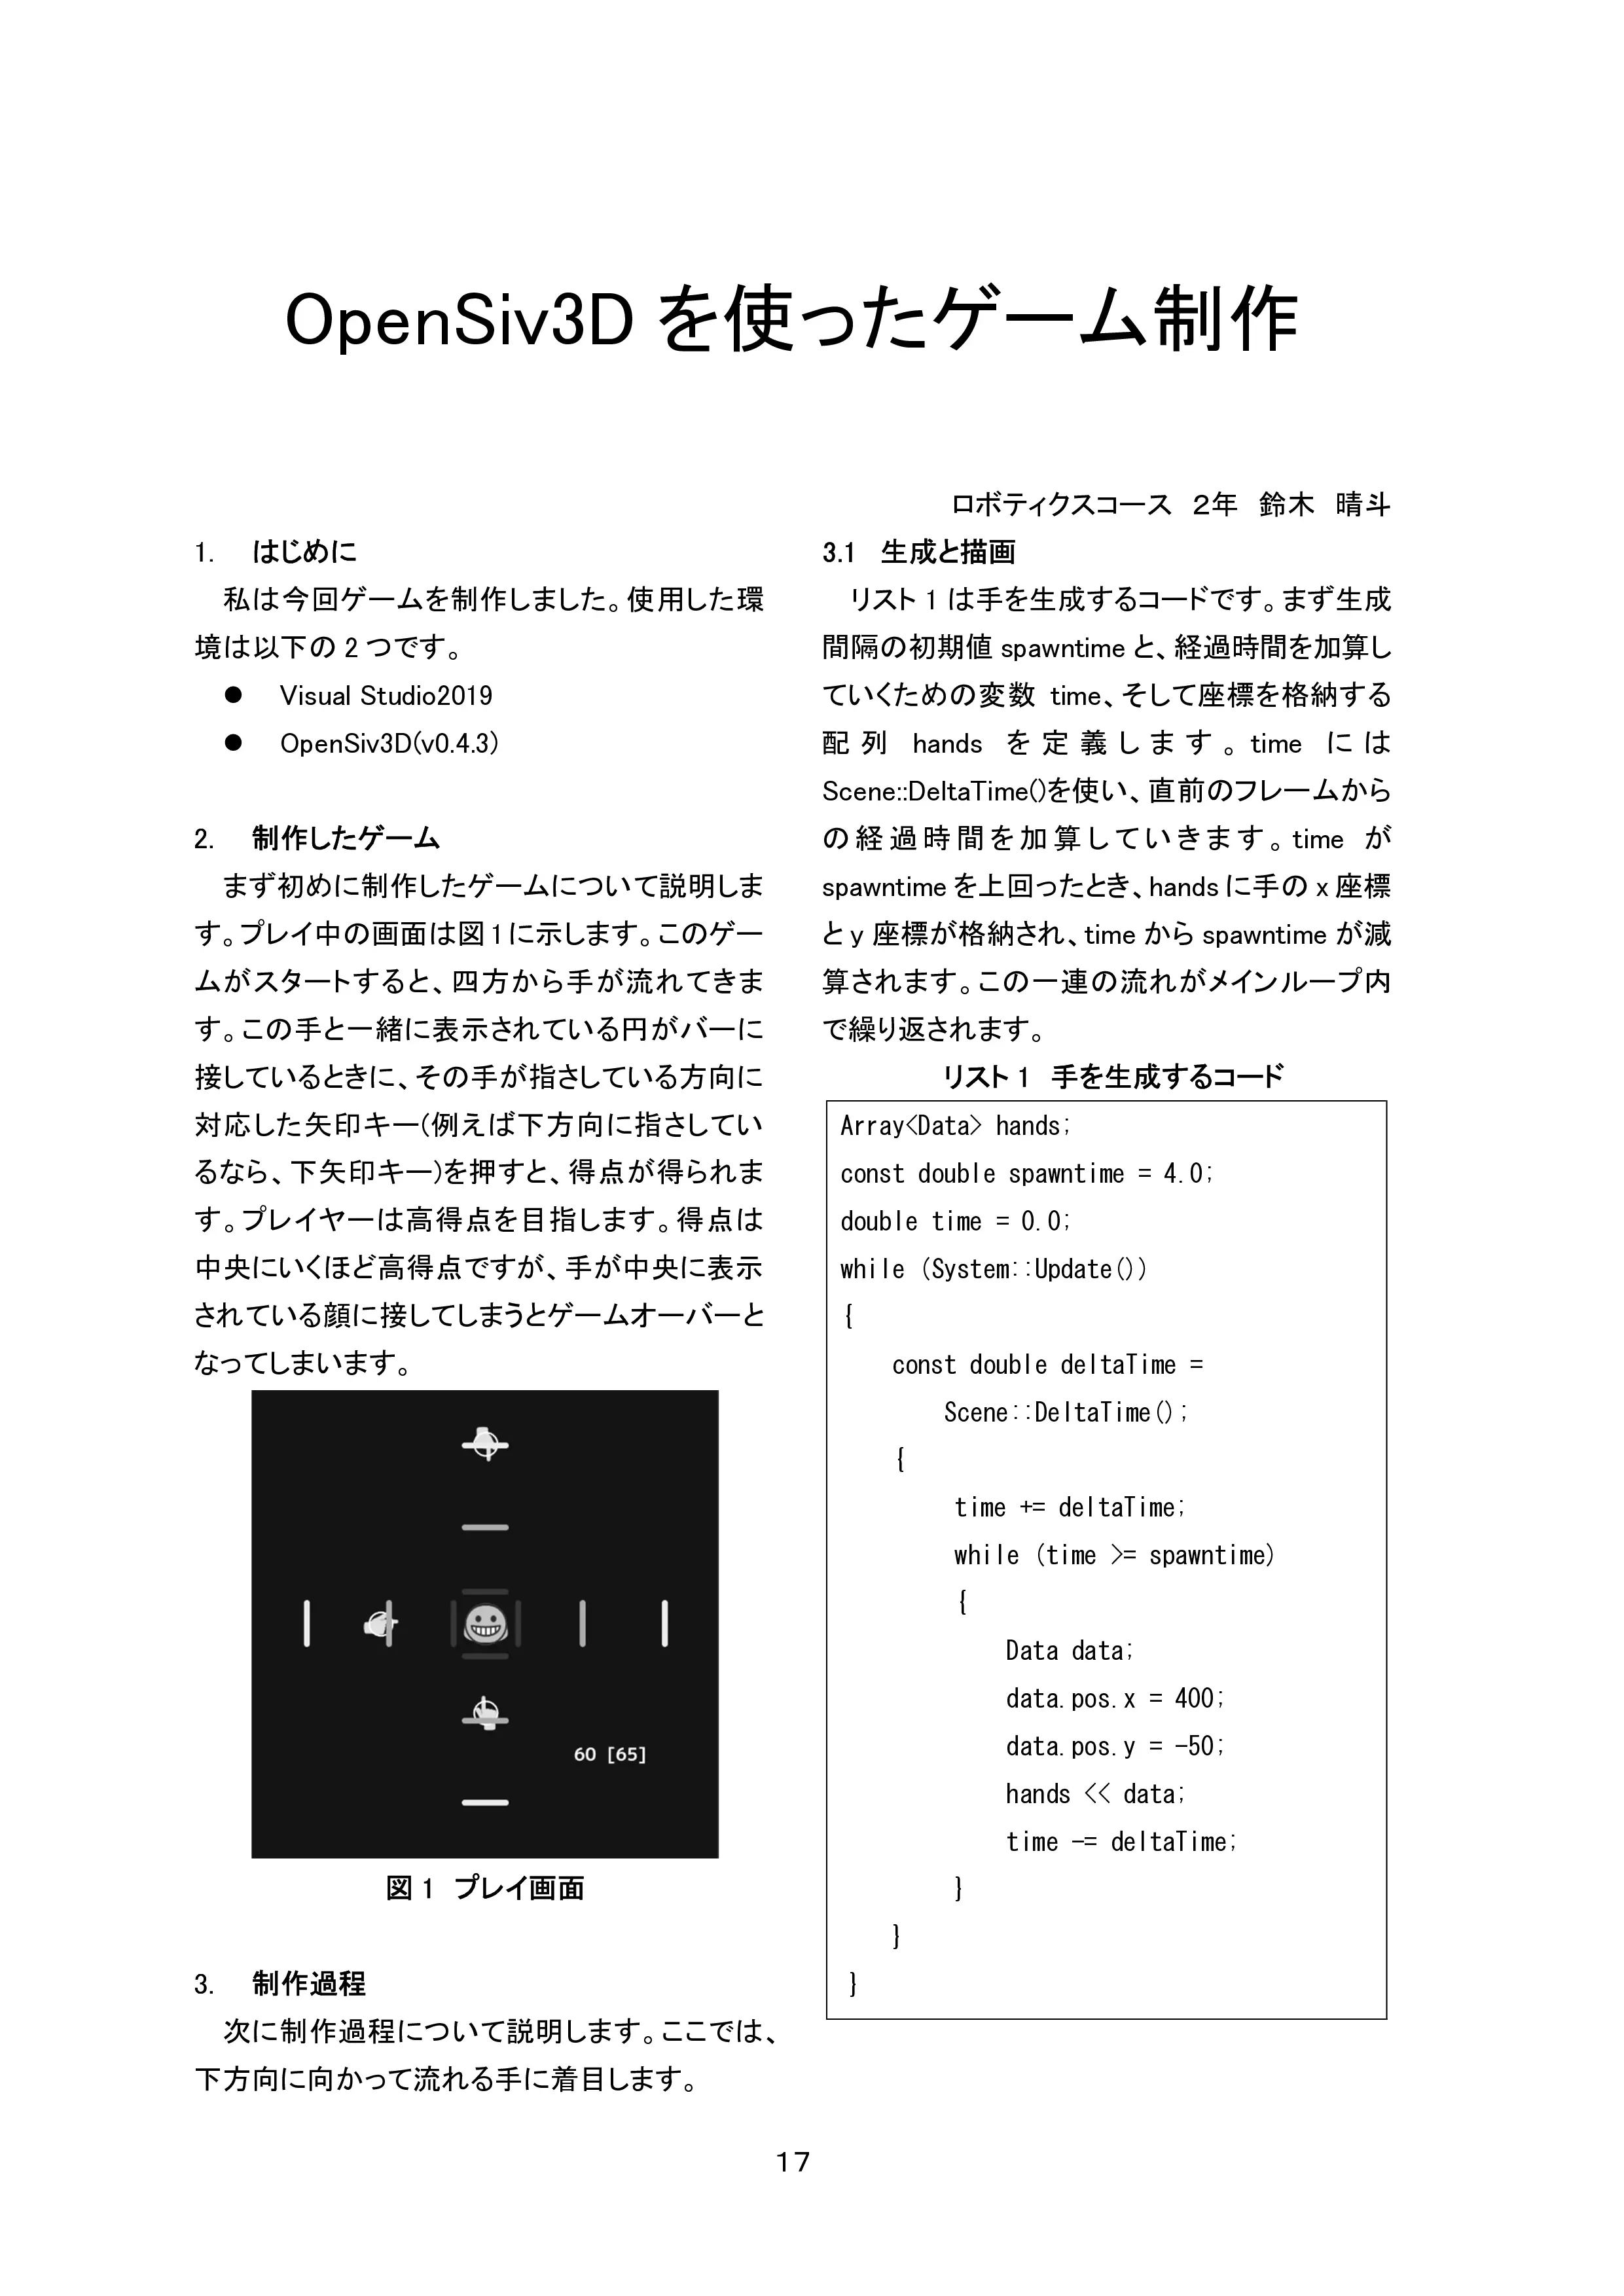 OpenSiv3D を使ったゲーム制作
ロボティクスコース　２年　鈴木　晴斗
1.　はじめに
私は今回ゲームを制作しました。使用した環
境は以下の 2 つです。
●　Visual Studio2019
●　OpenSiv3D(v0.4.3)
2.　制作したゲーム
まず初めに制作したゲームについて説明しま
す。プレイ中の画面は図1に示します。このゲー
ムがスタートすると、四方から手が流れてきま
す。この手と一緒に表示されている円がバーに
接しているときに、その手が指さしている方向に
対応した矢印キー(例えば下方向に指さしてい
るなら、下矢印キー)を押すと、得点が得られま
す。プレイヤーは高得点を目指します。得点は
中央にいくほど高得点ですが、手が中央に表示
されている顔に接してしまうとゲームオーバーと
なってしまいます。
60 [65]
図 1　プレイ画面
3.　制作過程
次に制作過程について説明します。ここでは、
下方向に向かって流れる手に着目します。
3.1　生成と描画
リスト 1 は手を生成するコードです。まず生成
間隔の初期値 spawntime と、経過時間を加算し
ていくための変数 time、そして座標を格納する
配列 hands を定義します。time には
Scene::DeltaTime()を使い、直前のフレームから
の経過時間を加算していきます。time が
spawntime を上回ったとき、hands に手の x 座標
と y 座標が格納され、time から spawntime が減
算されます。この一連の流れがメインループ内
で繰り返されます。
リスト 1　手を生成するコード
Array<Data> hands;
const double spawntime = 4.0;
double time = 0.0;
while (System::Update())
{
const double deltaTime =
Scene::DeltaTime();
{
time += deltaTime;
while (time >= spawntime)
{
Data data;
data.pos.x = 400;
data.pos.y = -50;
hands << data;
time -= deltaTime;
}
}
}
17